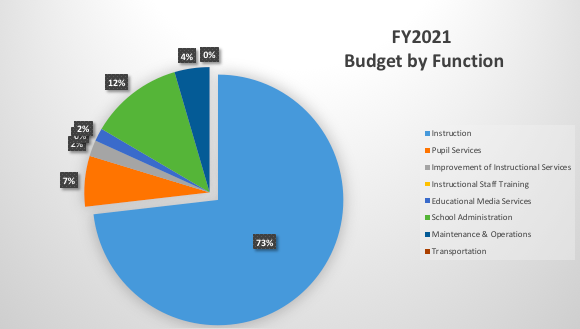 FY2021
Budget by Function
4%
0%
12%
2%
0%
2%
7%
73%
Instruction
Pupil Services
Improvement of Instructional Services
Instructional Staff Training
Educational Media Services
School Administration
Maintenance & Operations
Transportation